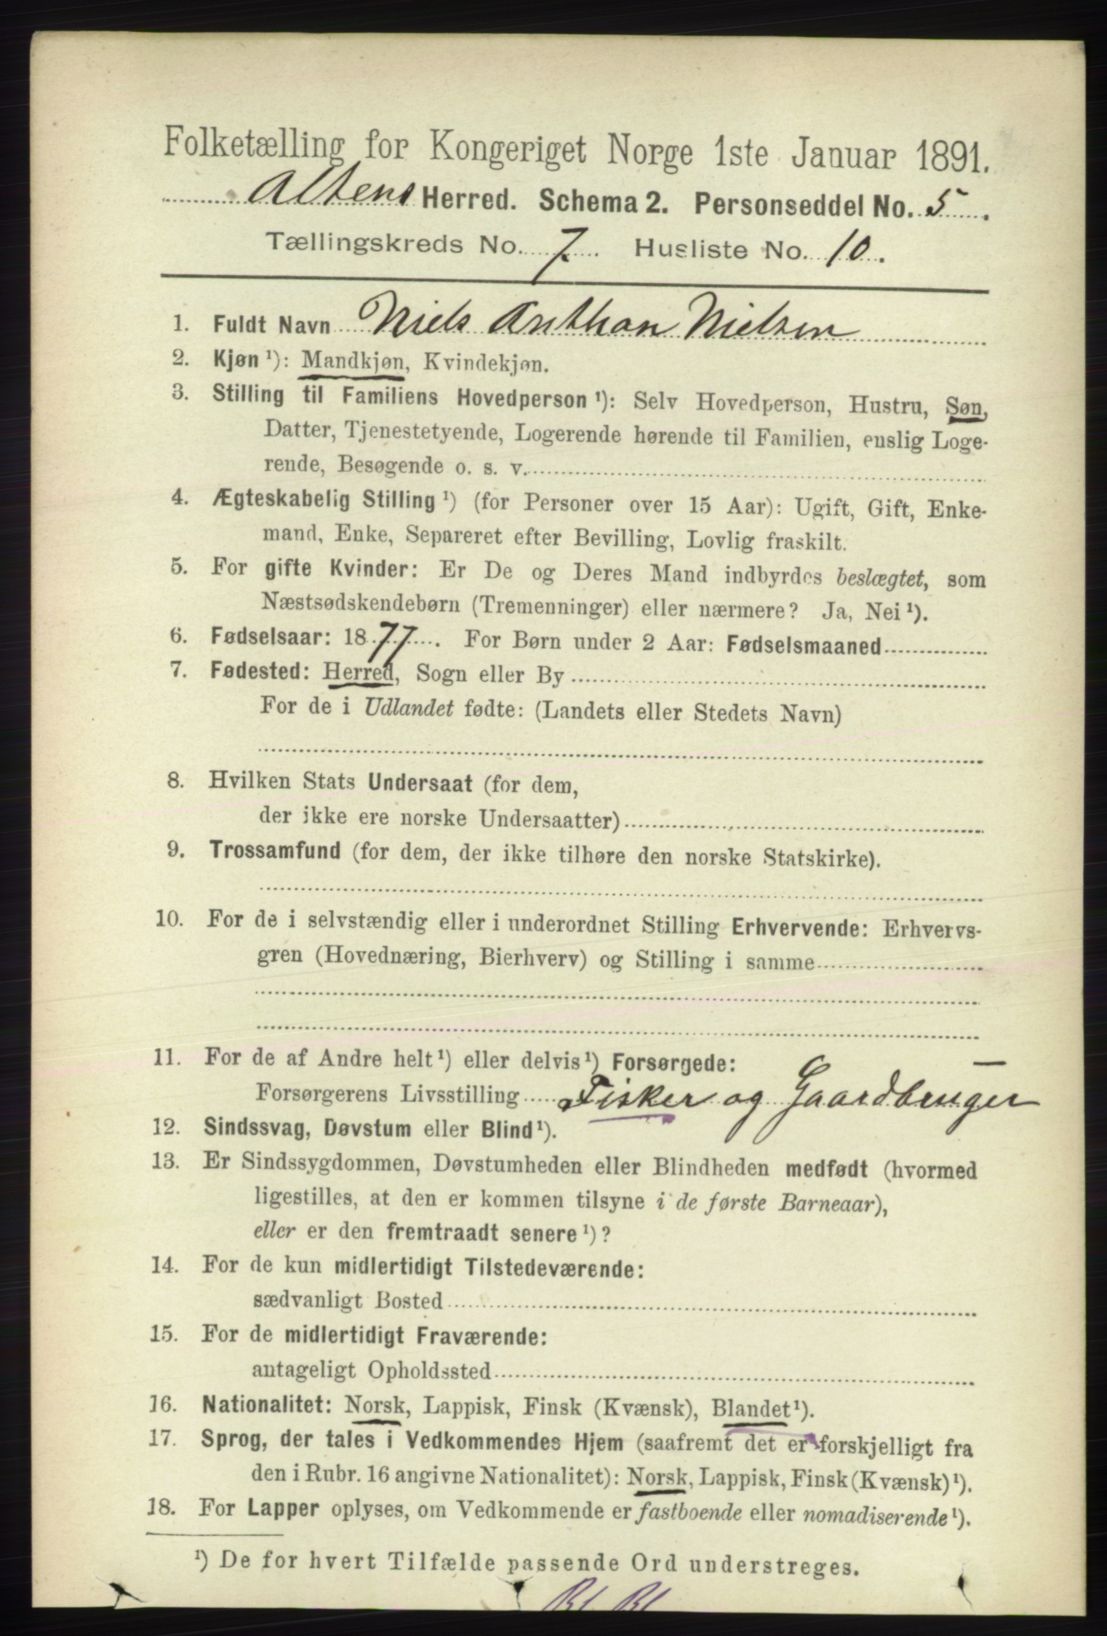 Folketælling for Kongeriget Norge 1ste Januar 1891.
Altens Herred. Schema 2. Personseddel No. 5.
Tællingskreds No. 7. Husliste No. 10.
1. Fuldt Navn Niels Anthon Nielsen
2. Kjøn ¹): Mandkjøn, Kvindekjøn.
3. Stilling til Familiens Hovedperson ¹): Selv Hovedperson, Hustru, Søn,
Datter, Tjenestetyende, Logerende hørende til Familien, enslig Loge-
rende, Besøgende o. s. v.
4. Ægteskabelig Stilling ¹) (for Personer over 15 Aar): Ugift, Gift, Enke-
mand, Enke, Separeret efter Bevilling, Lovlig fraskilt.
5. For gifte Kvinder: Er De og Deres Mand indbyrdes beslægtet, som
Næstsødskendebørn (Tremenninger) eller nærmere? Ja, Nei ¹).
6. Fødselsaar: 1877. For Børn under 2 Aar: Fødselsmaaned
7. Fødested: Herred, Sogn eller By
For de i Udlandet fødte: (Landets eller Stedets Navn)
8. Hvilken Stats Undersaat (for dem,
der ikke ere norske Undersaatter)
9. Trossamfund (for dem, der ikke tilhøre den norske Statskirke).
10. For de i selvstændig eller i underordnet Stilling Erhvervende: Erhvervs-
gren (Hovednæring, Bierhverv) og Stilling i samme
11. For de af Andre helt ¹) eller delvis ¹) Forsørgede:
Forsørgerens Livsstilling Fisker og Gaardbruger
12. Sindssvag, Døvstum eller Blind ¹).
13. Er Sindssygdommen, Døvstumheden eller Blindheden medfødt (hvormed
ligestilles, at den er kommen tilsyne i de første Barneaar),
eller er den fremtraadt senere ¹)?
14. For de kun midlertidigt Tilstedeværende:
sædvanligt Bosted
15. For de midlertidigt Fraværende:
antageligt Opholdssted
16. Nationalitet: Norsk, Lappisk, Finsk (Kvænsk), Blandet ¹).
17. Sprog, der tales i Vedkommendes Hjem (saafremt det er forskjelligt fra
den i Rubr. 16 angivne Nationalitet): Norsk, Lappisk, Finsk (Kvænsk) ¹).
18. For Lapper oplyses, om Vedkommende er fastboende eller nomadiserende ¹).
¹) De for hvert Tilfælde passende Ord understreges.